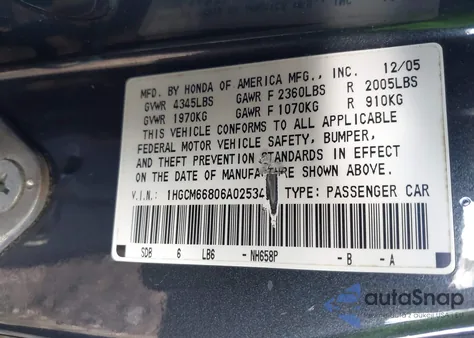 MFD. BY HONDA OF AMERICA MFG., INC. 12/05
GVWR 4345LBS GAWR F 2360LBS R 2005LBS
GVWR 1970KG GAWR F 1070KG R 910KG
THIS VEHICLE CONFORMS TO ALL APPLICABLE
FEDERAL MOTOR VEHICLE SAFETY, BUMPER,
AND THEFT PREVENTION STANDARDS IN EFFECT
ON THE DATE OF MANUFACTURE SHOWN ABOVE.
V.I.N.: TYPE: PASSENGER CAR
SDB 6 LB6 -NH658P -B -A
autoSnap